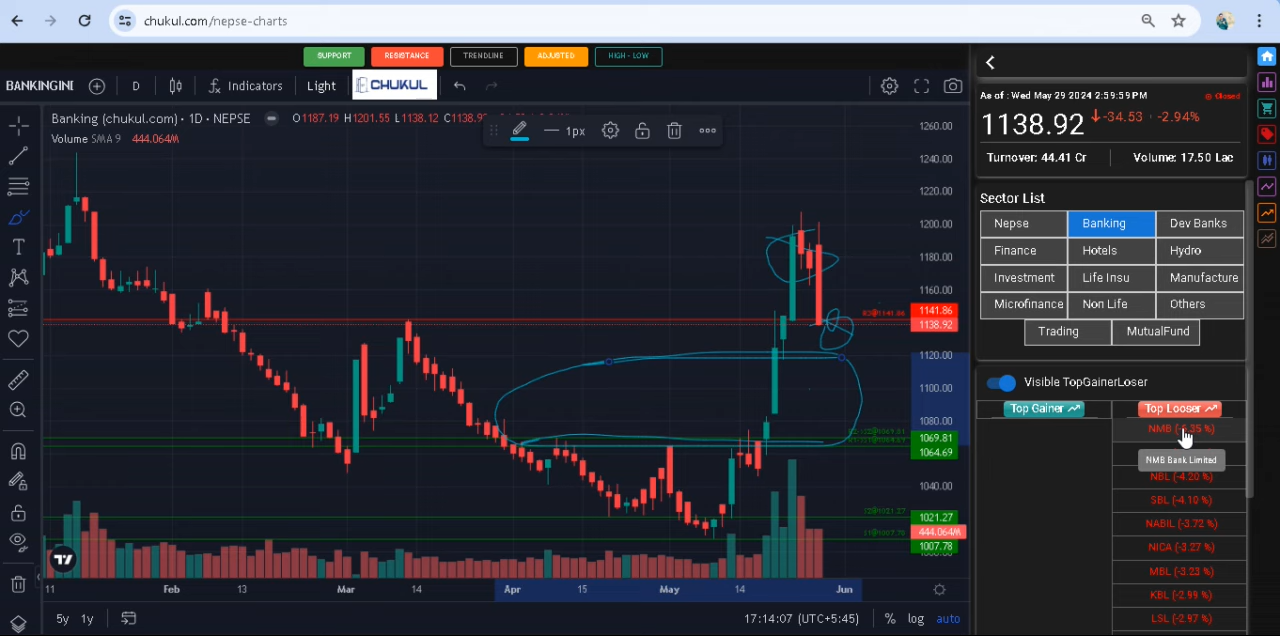 chukul.com/nepse-charts
SUPPORT RESISTANCE TRENDLINE ADJUSTED HIGH - LOW
BANKINGINI D Indicators Light CHUKUL
Banking (chukul.com) · 1D · NEPSE O1187.19 H1201.55 L1138.12 C1138.9
Volume SMA 9 444.064M
1px
1260.00
1240.00
1220.00
1200.00
1180.00
1160.00
1141.86
1138.92
1120.00
1100.00
1080.00
1069.81
1064.69
1040.00
1021.27
444.064M
1007.78
11 Feb 13 Mar 14 Apr 15 May 14 Jun
5y 1y 17:14:07 (UTC+5:45) % log auto
As of : Wed May 29 2024 2:59:59 PM Closed
1138.92 -34.53 · -2.94%
Turnover: 44.41 Cr Volume: 17.50 Lac
Sector List
Nepse Banking Dev Banks
Finance Hotels Hydro
Investment Life Insu Manufacture
Microfinance Non Life Others
Trading MutualFund
Visible TopGainerLoser
Top Gainer Top Looser
NMB
NMB Bank Limited
NBL (-4.20 %)
SBL (-4.10 %)
NABIL (-3.72 %)
NICA (-3.27 %)
MBL (-3.23 %)
KBL (-2.99 %)
LSL (-2.97 %)